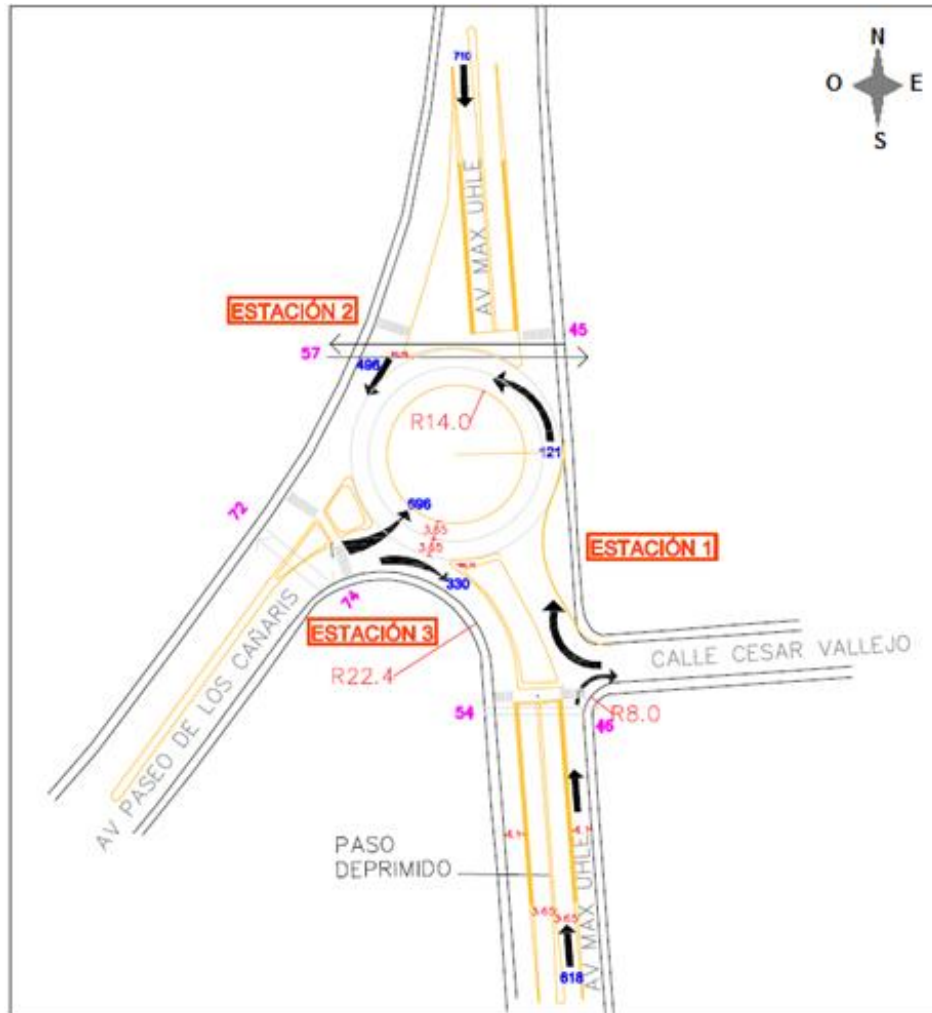 N
O E
S
710
AV MAX UHLE
ESTACIÓN 2
45
57
496
R14.0
121
72
696
3.65
3.65
ESTACIÓN 1
74
330
ESTACIÓN 3
R22.4
CALLE CESAR VALLEJO
AV PASEO DE LOS CAÑARIS
54
46
R8.0
PASO
DEPRIMIDO
3.65
3.65
AV MAX UHLE
618